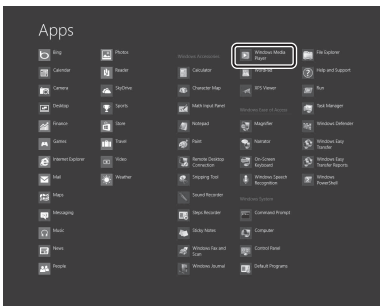 Apps
Bing
Calendar
Camera
Desktop
Finance
Games
Internet Explorer
Mail
Maps
Messaging
Music
News
People
Photos
Reader
SkyDrive
Sports
Store
Travel
Video
Weather
Windows Accessories
Calculator
Character Map
Math Input Panel
Notepad
Paint
Remote Desktop
Connection
Snipping Tool
Sound Recorder
Steps Recorder
Sticky Notes
Windows Fax and
Scan
Windows Journal
Windows Media
Player
WordPad
XPS Viewer
Windows Ease of Access
Magnifier
Narrator
On-Screen
Keyboard
Windows Speech
Recognition
Windows System
Command Prompt
Computer
Control Panel
Default Programs
File Explorer
Help and Support
Run
Task Manager
Windows Defender
Windows Easy
Transfer
Windows Easy
Transfer Reports
Windows
PowerShell